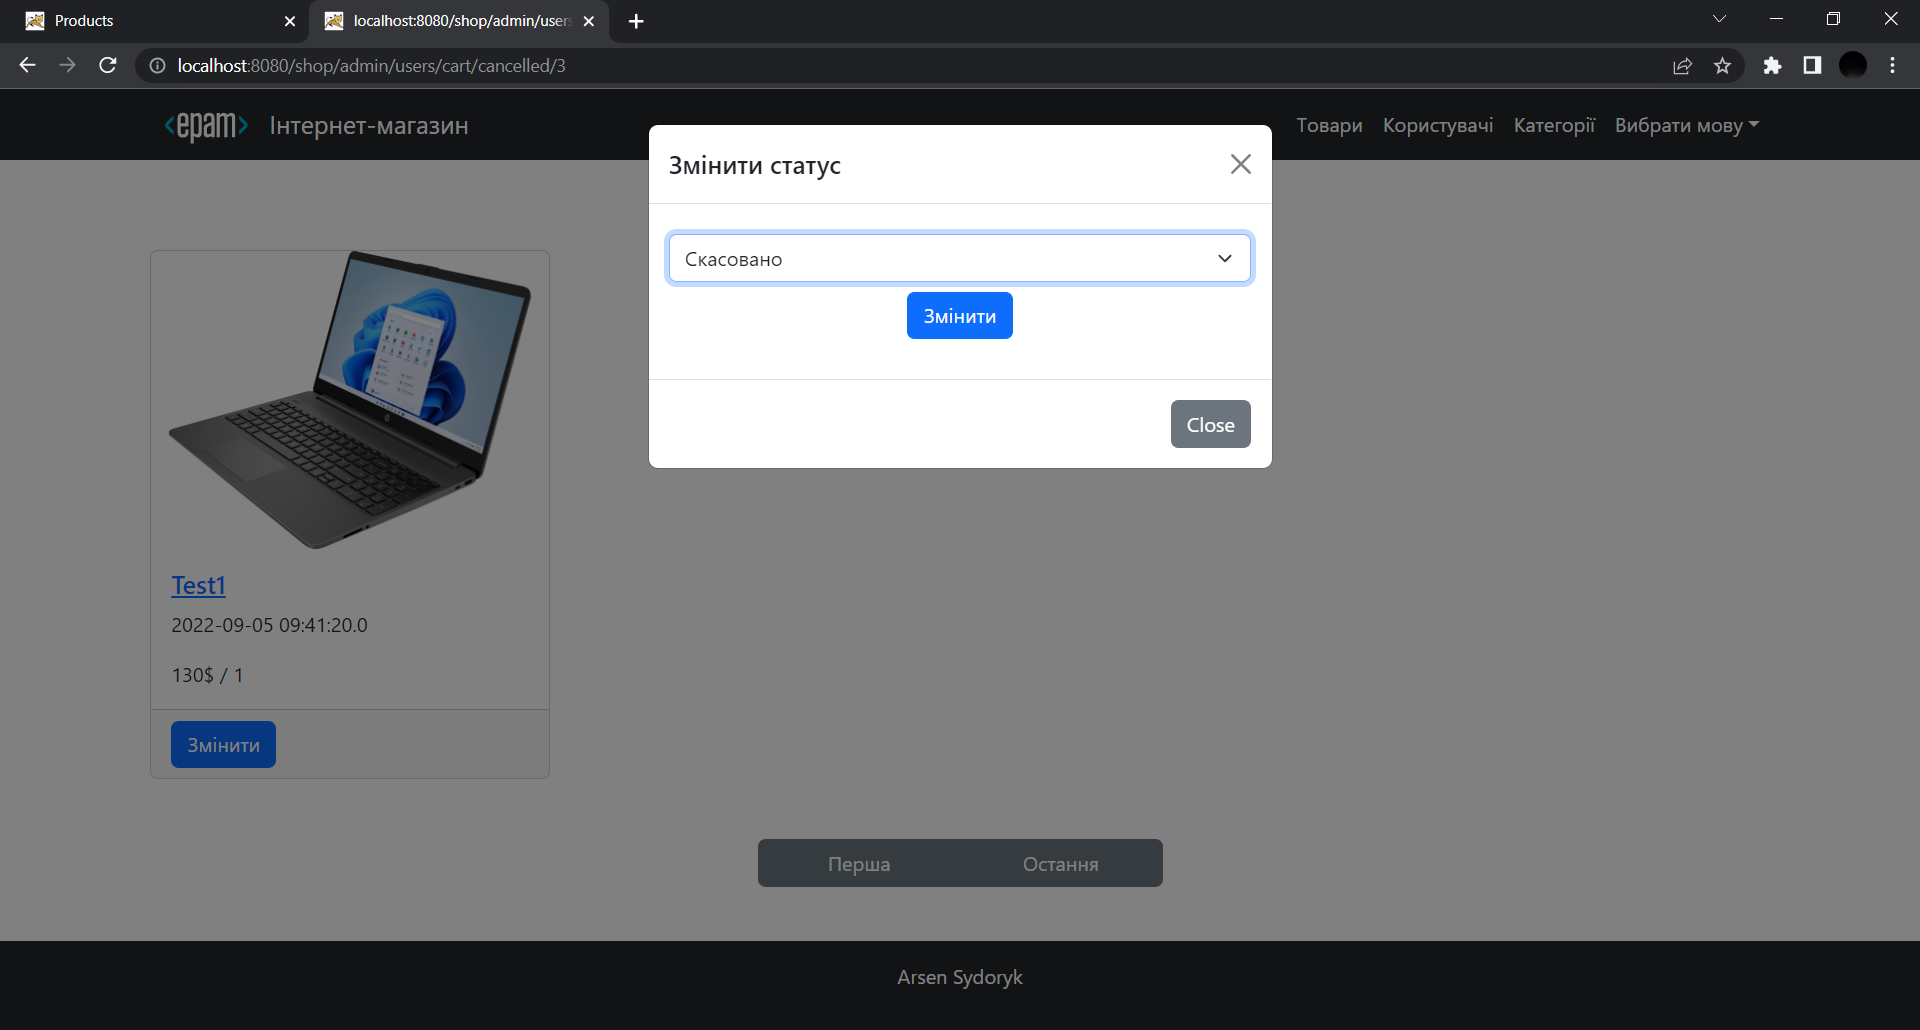 Products
localhost:8080/shop/admin/users
localhost:8080/shop/admin/users/cart/cancelled/3
<epam> Інтернет-магазин
Товари Користувачі Категорії Вибрати мову
Змінити статус
Скасовано
Змінити
Close
Test1
2022-09-05 09:41:20.0
130$ / 1
Змінити
Перша Остання
Arsen Sydoryk